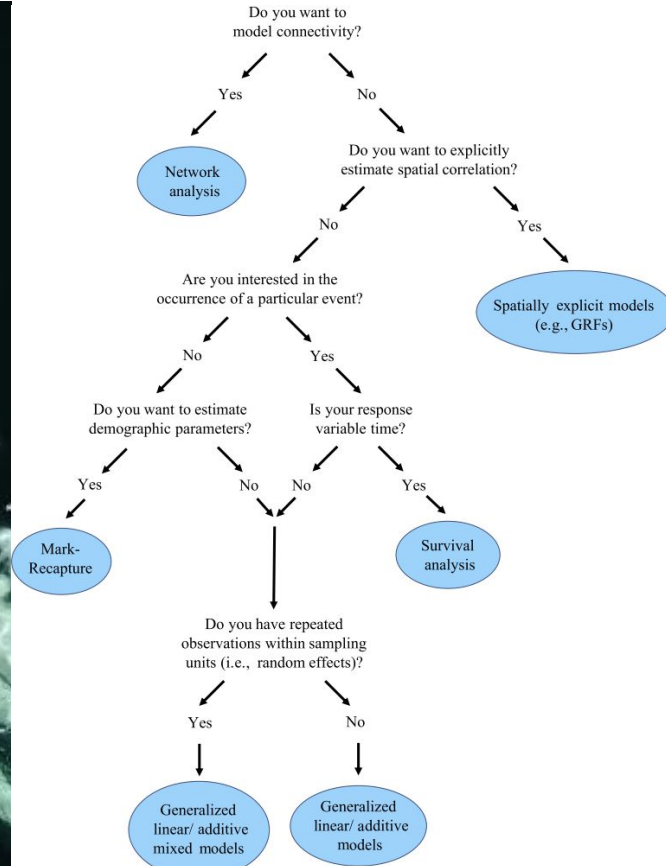 Do you want to
model connectivity?
Yes
No
Network
analysis
Do you want to explicitly
estimate spatial correlation?
No
Yes
Are you interested in the
occurrence of a particular event?
Spatially explicit models
(e.g., GRFs)
No
Yes
Do you want to estimate
demographic parameters?
Is your response
variable time?
Yes
No
No
Yes
Mark-
Recapture
Survival
analysis
Do you have repeated
observations within sampling
units (i.e., random effects)?
Yes
No
Generalized
linear/ additive
mixed models
Generalized
linear/ additive
models